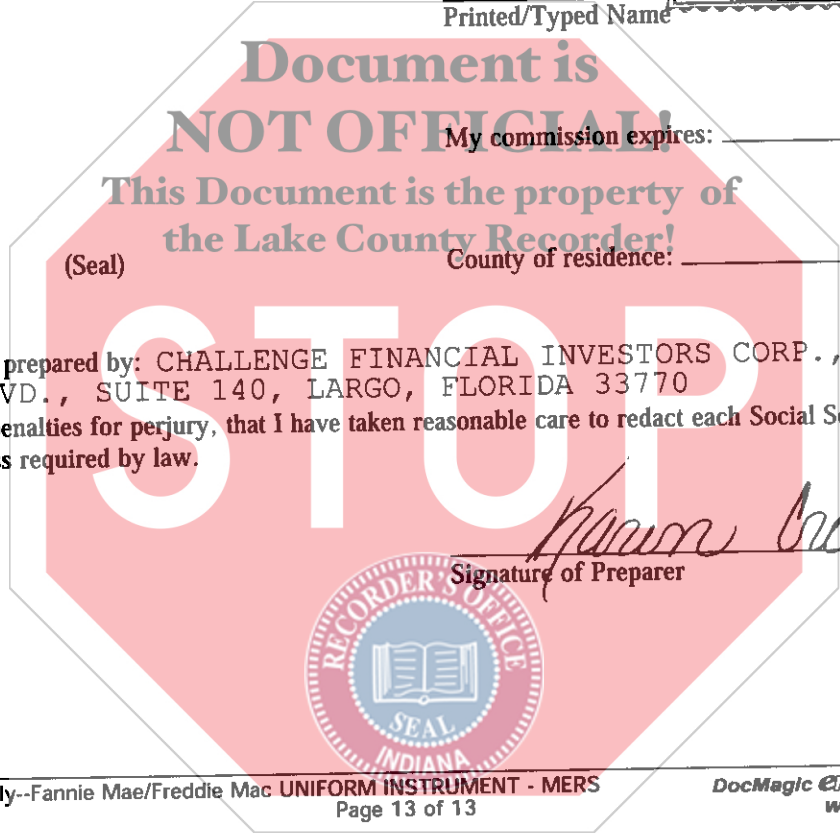 Printed/Typed Name
Document is
NOT OFFICIAL!
My commission expires:
This Document is the property of
the Lake County Recorder!
(Seal)
County of residence:
STOP
prepared by: CHALLENGE FINANCIAL INVESTORS CORP.,
VD., SUITE 140, LARGO, FLORIDA 33770
enalties for perjury, that I have taken reasonable care to redact each Social S
s required by law.
Signature of Preparer
RECORDER'S OFFICE
SEAL
INDIANA
ly--Fannie Mae/Freddie Mac UNIFORM INSTRUMENT - MERS
DocMagic
Page 13 of 13